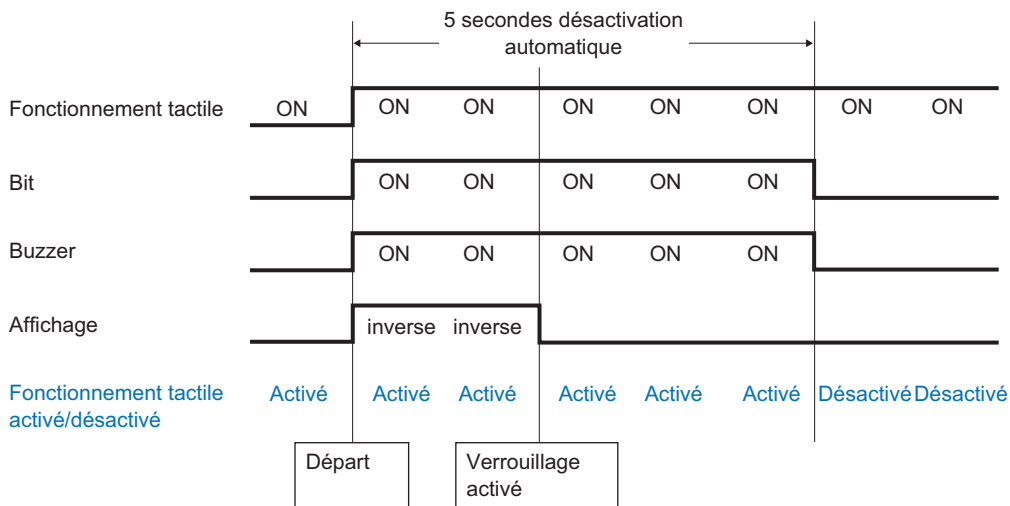 5 secondes désactivation
automatique
Fonctionnement tactile ON ON ON ON ON ON ON ON
Bit ON ON ON ON ON
Buzzer ON ON ON ON ON
Affichage inverse inverse
Fonctionnement tactile
activé/désactivé
Activé Activé Activé Activé Activé Activé Désactivé Désactivé
Départ
Verrouillage
activé